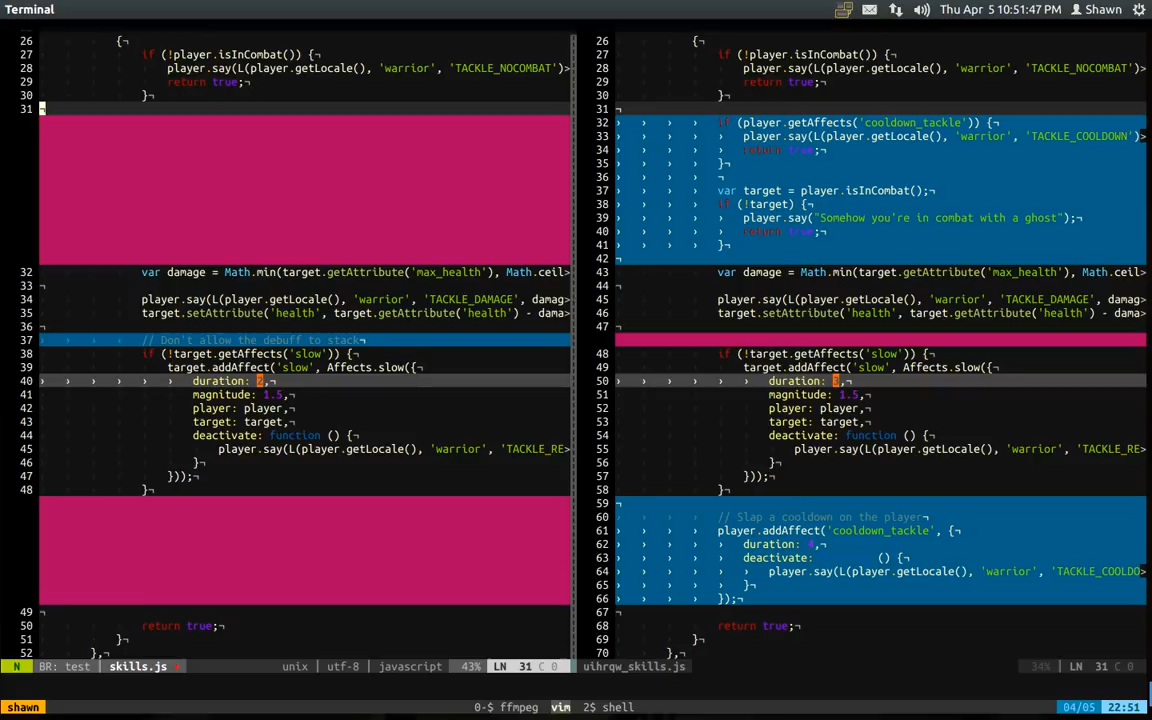 Terminal Thu Apr 5 10:51:47 PM Shawn
26 {
27 if (!player.isInCombat()) {¬
28 player.say(L(player.getLocale(), 'warrior', 'TACKLE_NOCOMBAT')>
29 return true;¬
30 }¬
31 ¬
32 var damage = Math.min(target.getAttribute('max_health'), Math.ceil>
33 ¬
34 player.say(L(player.getLocale(), 'warrior', 'TACKLE_DAMAGE', damag>
35 target.setAttribute('health', target.getAttribute('health') - dama>
36 ¬
37 › › › › // Don't allow the debuff to stack¬
38 if (!target.getAffects('slow')) {¬
39 target.addAffect('slow', Affects.slow({¬
40 › › › › › › duration: 2,¬
41 magnitude: 1.5,¬
42 player: player,¬
43 target: target,¬
44 deactivate: function () {¬
45 player.say(L(player.getLocale(), 'warrior', 'TACKLE_RE>
46 }¬
47 }));¬
48 }¬
49 ¬
50 return true;¬
51 }¬
52 },¬
26 {¬
27 if (!player.isInCombat()) {¬
28 player.say(L(player.getLocale(), 'warrior', 'TACKLE_NOCOMBAT')>
29 return true;¬
30 }¬
31 ¬
32 › › › › if (player.getAffects('cooldown_tackle')) {¬
33 › › › › › player.say(L(player.getLocale(), 'warrior', 'TACKLE_COOLDOWN')>
34 › › › › › return true;¬
35 › › › › }¬
36 › › › › ¬
37 › › › › var target = player.isInCombat();¬
38 › › › › if (!target) {¬
39 › › › › › player.say("Somehow you're in combat with a ghost");¬
40 › › › › › return true;¬
41 › › › › }¬
42 ¬
43 var damage = Math.min(target.getAttribute('max_health'), Math.ceil>
44 ¬
45 player.say(L(player.getLocale(), 'warrior', 'TACKLE_DAMAGE', damag>
46 target.setAttribute('health', target.getAttribute('health') - dama>
47 ¬
48 if (!target.getAffects('slow')) {¬
49 target.addAffect('slow', Affects.slow({¬
50 › › › › › › duration: 3,¬
51 magnitude: 1.5,¬
52 player: player,¬
53 target: target,¬
54 deactivate: function () {¬
55 player.say(L(player.getLocale(), 'warrior', 'TACKLE_RE>
56 }¬
57 }));¬
58 }¬
59 ¬
60 › › › › // Slap a cooldown on the player¬
61 › › › › player.addAffect('cooldown_tackle', {¬
62 › › › › › duration: 4,¬
63 › › › › › deactivate: () {¬
64 › › › › › › player.say(L(player.getLocale(), 'warrior', 'TACKLE_COOLDO>
65 › › › › › }¬
66 › › › › });¬
67 ¬
68 return true;¬
69 }¬
70 },¬
N BR: test skills.js unix utf-8 javascript 43% LN 31 C 0 uihrqw_skills.js 34% LN 31 C 0
shawn 0-$ ffmpeg vim 2$ shell 04/05 22:51